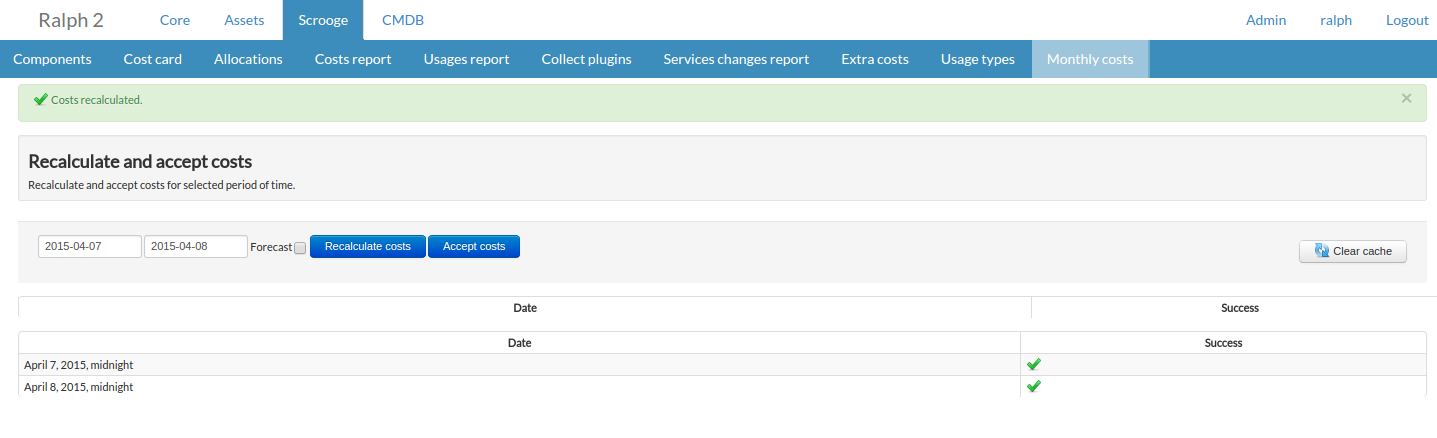 Ralph 2 Core Assets Scrooge CMDB Admin ralph Logout
Components Cost card Allocations Costs report Usages report Collect plugins Services changes report Extra costs Usage types Monthly costs
Costs recalculated. ×
Recalculate and accept costs
Recalculate and accept costs for selected period of time.
2015-04-07 2015-04-08 Forecast Recalculate costs Accept costs Clear cache
Date Success
Date Success
April 7, 2015, midnight
April 8, 2015, midnight